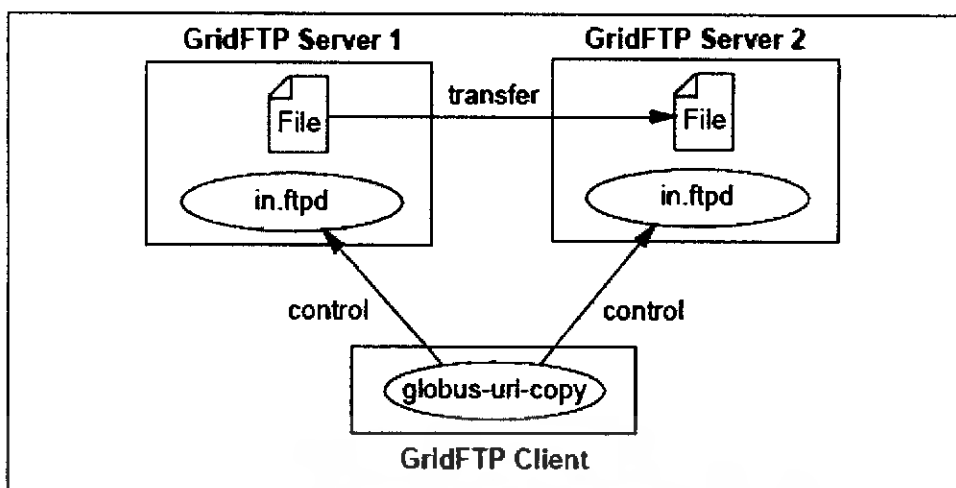 GridFTP Server 1
GridFTP Server 2
File
transfer
File
in.ftpd
in.ftpd
control
control
globus-url-copy
GridFTP Client